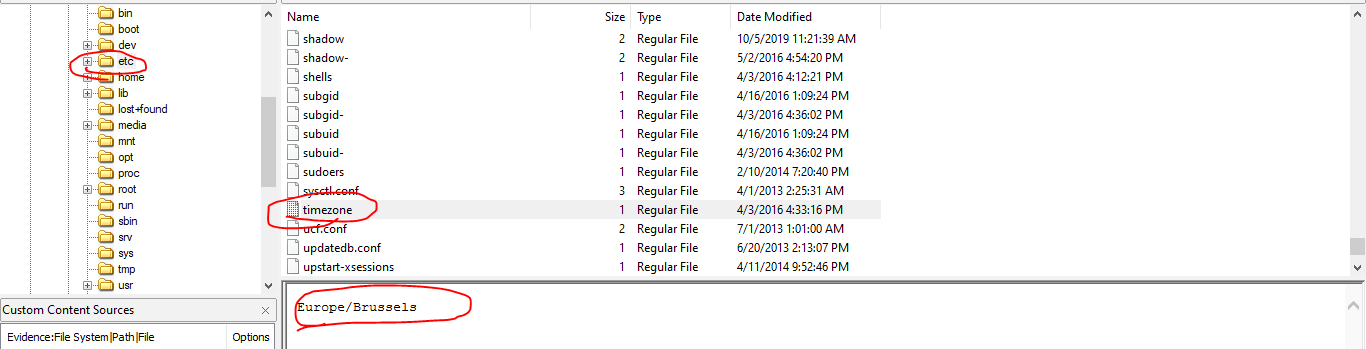 bin
boot
dev
etc
home
lib
lost+found
media
mnt
opt
proc
root
run
sbin
srv
sys
tmp
usr
Custom Content Sources
Evidence:File System|Path|File Options
Name Size Type Date Modified
shadow 2 Regular File 10/5/2019 11:21:39 AM
shadow- 2 Regular File 5/2/2016 4:54:20 PM
shells 1 Regular File 4/3/2016 4:12:21 PM
subgid 1 Regular File 4/16/2016 1:09:24 PM
subgid- 1 Regular File 4/3/2016 4:36:02 PM
subuid 1 Regular File 4/16/2016 1:09:24 PM
subuid- 1 Regular File 4/3/2016 4:36:02 PM
sudoers 1 Regular File 2/10/2014 7:20:40 PM
sysctl.conf 3 Regular File 4/1/2013 2:25:31 AM
timezone 1 Regular File 4/3/2016 4:33:16 PM
ucf.conf 2 Regular File 7/1/2013 1:01:00 AM
updatedb.conf 1 Regular File 6/20/2013 2:13:07 PM
upstart-xsessions 1 Regular File 4/11/2014 9:52:46 PM
Europe/Brussels